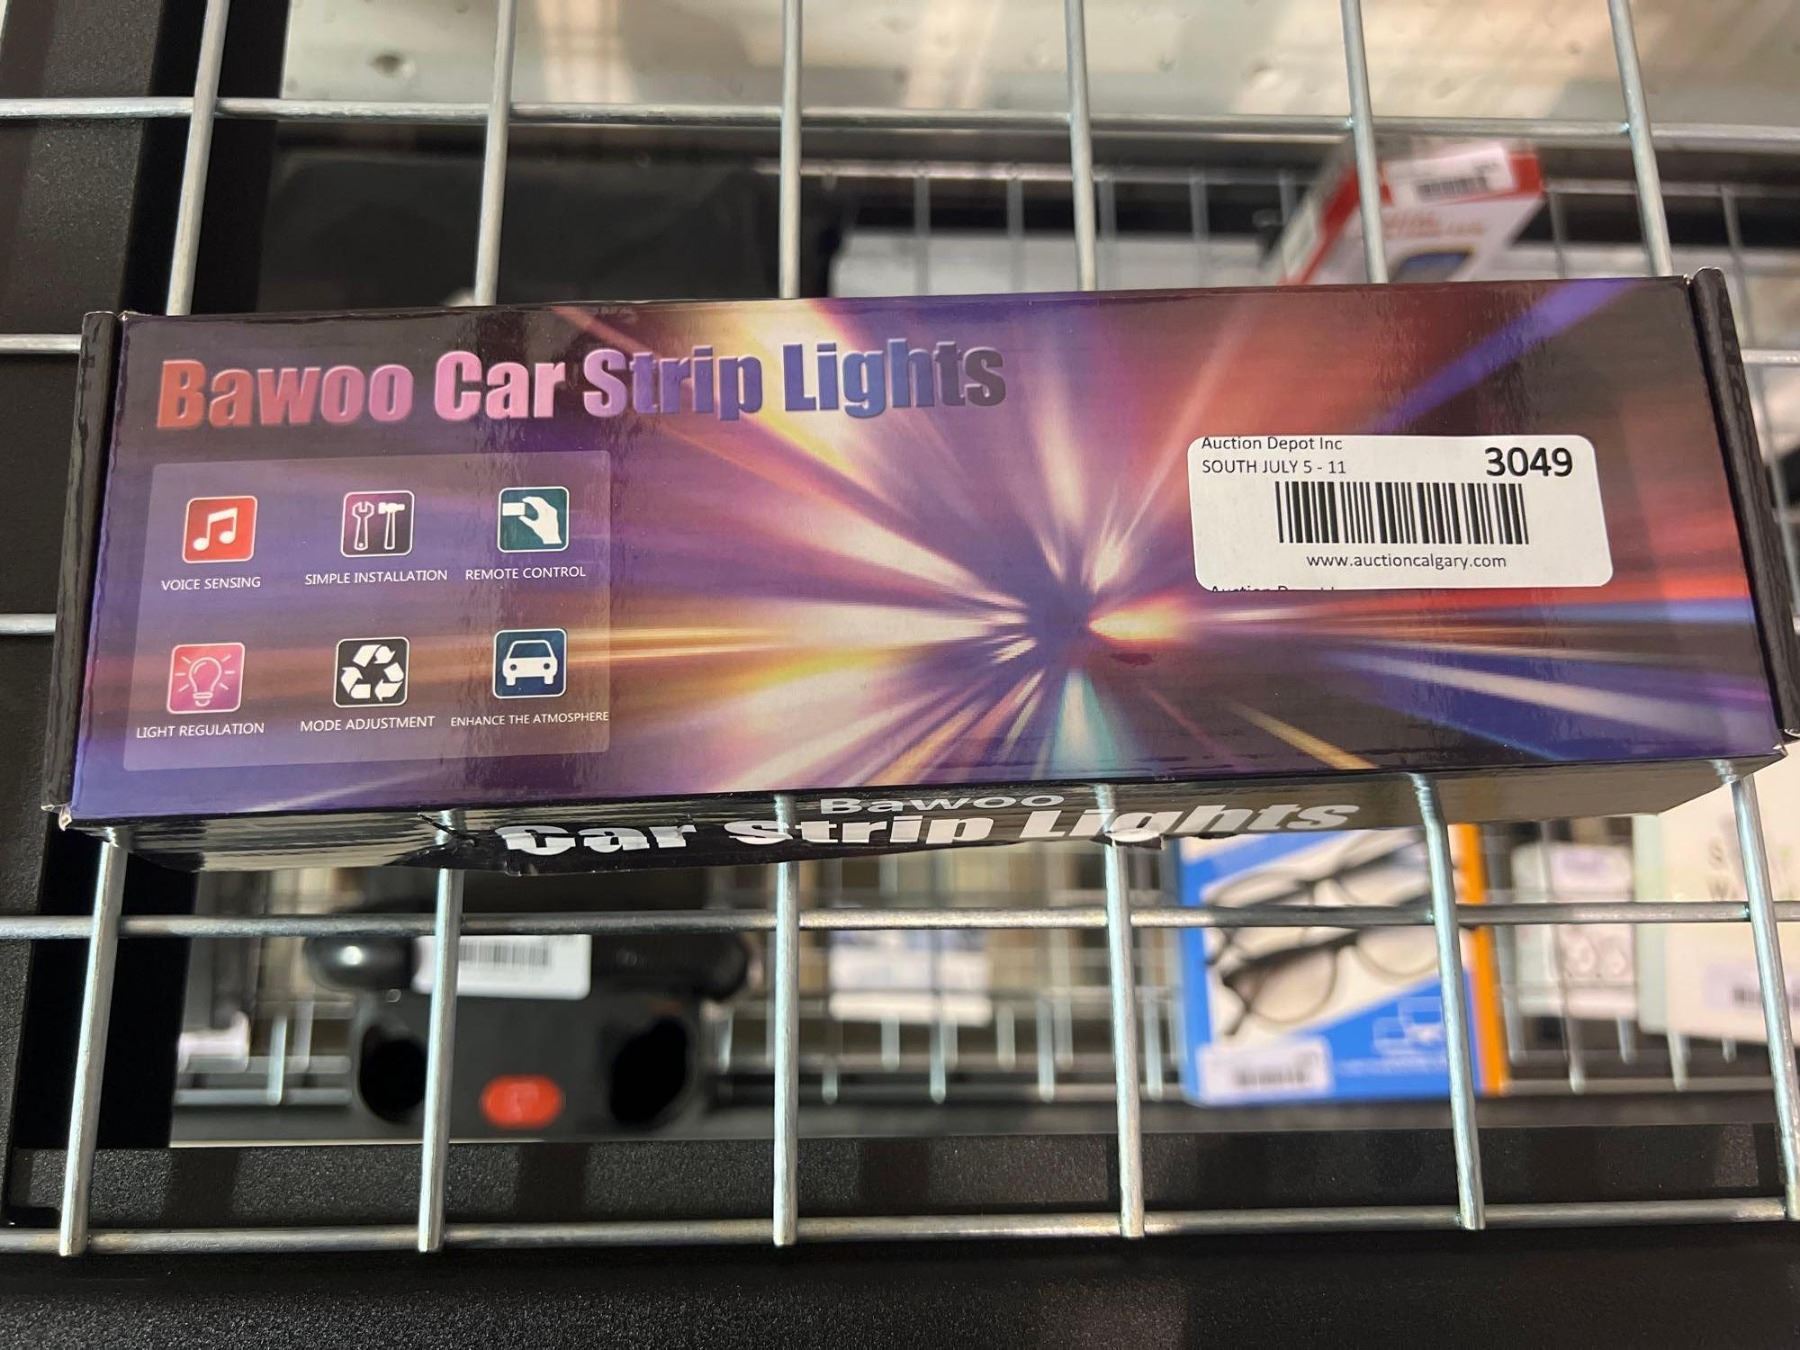 Bawoo Car Strip Lights
Auction Depot Inc
SOUTH JULY 5 - 11
3049
www.auctioncalgary.com
VOICE SENSING
SIMPLE INSTALLATION
REMOTE CONTROL
LIGHT REGULATION
MODE ADJUSTMENT
ENHANCE THE ATMOSPHERE
Bawoo
Car Strip Lights